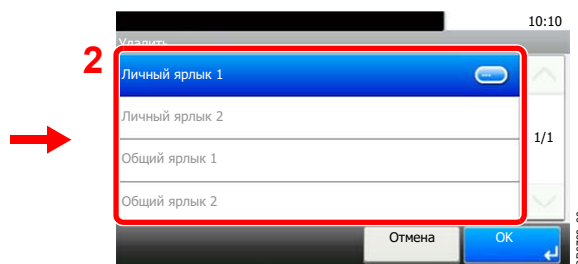 10:10
Удалить
2
Личный ярлык 1
Личный ярлык 2
1/1
Общий ярлык 1
Общий ярлык 2
Отмена
OK